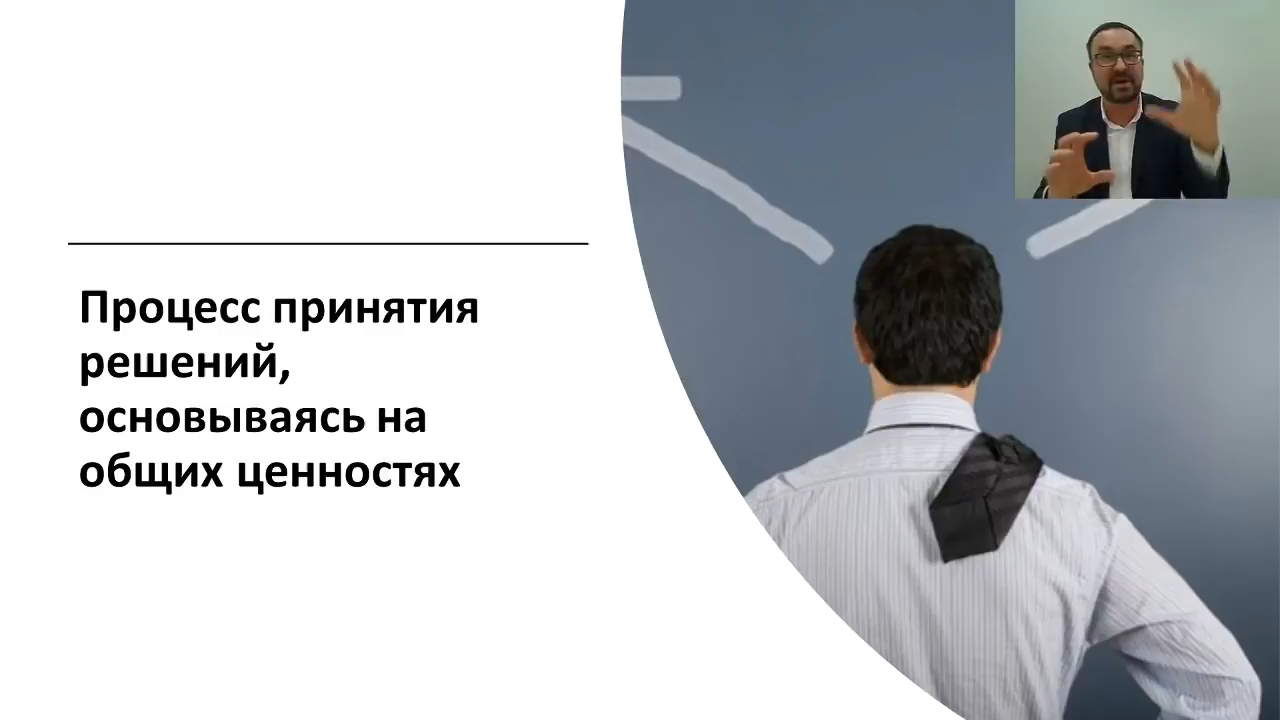 Процесс принятия
решений,
основываясь на
общих ценностях